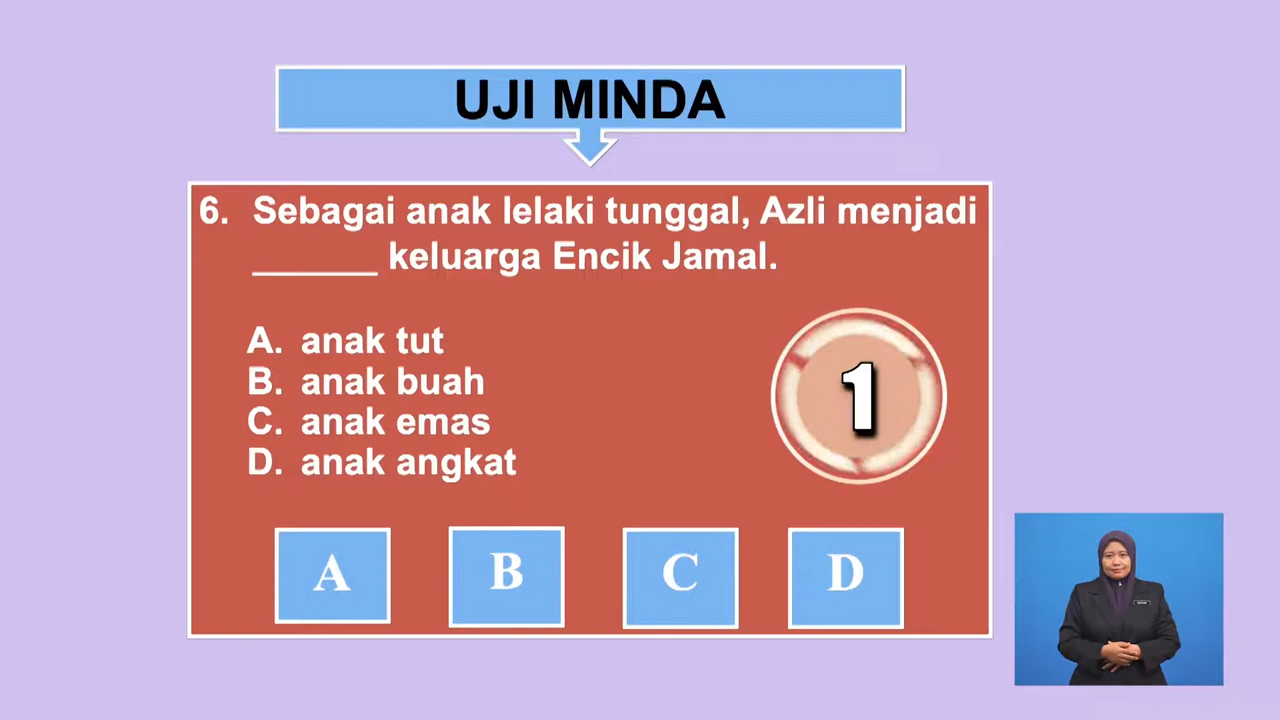 UJI MINDA
6. Sebagai anak lelaki tunggal, Azli menjadi
______ keluarga Encik Jamal.
A. anak tut
B. anak buah
C. anak emas
D. anak angkat
1
A B C D